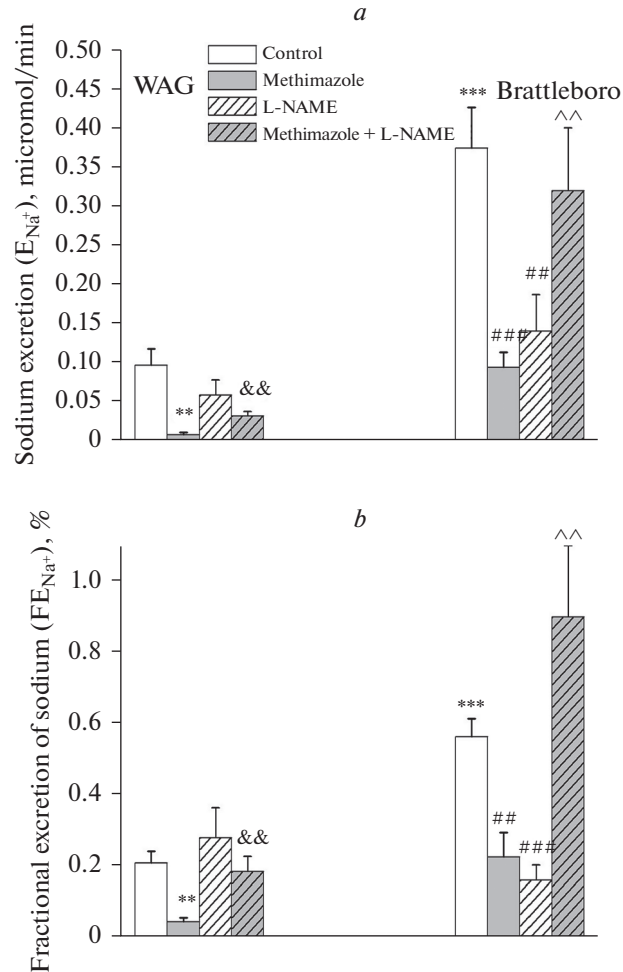 a
Sodium excretion (E_Na+), micromol/min
0.50
0.45
0.40
0.35
0.30
0.25
0.20
0.15
0.10
0.05
0
WAG
Control
Methimazole
L-NAME
Methimazole + L-NAME
Brattleboro
**
&&
***
###
##
^^
b
Fractional excretion of sodium (FE_Na+), %
1.0
0.8
0.6
0.4
0.2
0
**
&&
***
##
###
^^